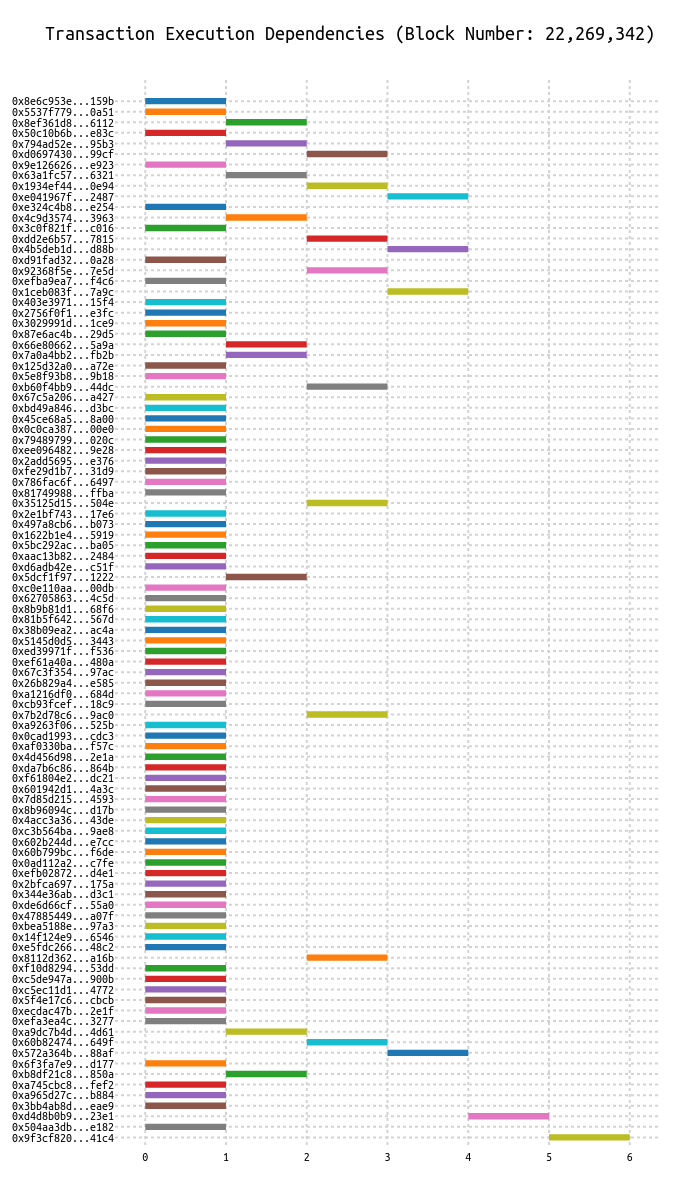 Transaction Execution Dependencies (Block Number: 22,269,342)
0x8e6c953e...159b
0x5537f779...0a51
0x8ef361d8...6112
0x50c10b6b...e83c
0x794ad52e...95b3
0xd0697430...99cf
0x9e126626...e923
0x63a1fc57...6321
0x1934ef44...0e94
0xe041967f...2487
0xe324c4b8...e254
0x4c9d3574...3963
0x3c0f821f...c016
0xdd2e6b57...7815
0x4b5deb1d...d88b
0xd91fad32...0a28
0x92368f5e...7e5d
0xefba9ea7...f4c6
0x1ceb083f...7a9c
0x403e3971...15f4
0x2756f0f1...e3fc
0x3029991d...1ce9
0x87e6ac4b...29d5
0x66e80662...5a9a
0x7a0a4bb2...fb2b
0x125d32a0...a72e
0x5e8f93b8...9b18
0xb60f4bb9...44dc
0x67c5a206...a427
0xbd49a846...d3bc
0x45ce68a5...8a00
0x0c0ca387...00e0
0x79489799...020c
0xee096482...9e28
0x2add5695...e376
0xfe29d1b7...31d9
0x786fac6f...6497
0x81749988...ffba
0x35125d15...504e
0x2e1bf743...17e6
0x497a8cb6...b073
0x1622b1e4...5919
0x5bc292ac...ba05
0xaac13b82...2484
0xd6adb42e...c51f
0x5dcf1f97...1222
0xc0e110aa...00db
0x62705863...4c5d
0x8b9b81d1...68f6
0x81b5f642...567d
0x38b09ea2...ac4a
0x5145d0d5...3443
0xed39971f...f536
0xef61a40a...480a
0x67c3f354...97ac
0x26b829a4...e585
0xa1216df0...684d
0xcb93fcef...18c9
0x7b2d78c6...9ac0
0xa9263f06...525b
0x0cad1993...cdc3
0xaf0330ba...f57c
0x4d456d98...2e1a
0xda7b6c86...864b
0xf61804e2...dc21
0x601942d1...4a3c
0x7d85d215...4593
0x8b96094c...d17b
0x4acc3a36...43de
0xc3b564ba...9ae8
0x602b244d...e7cc
0x60b799bc...f6de
0x0ad112a2...c7fe
0xefb02872...d4e1
0x2bfca697...175a
0x344e36ab...d3c1
0xde6d66cf...55a0
0x47885449...a07f
0xbea5188e...97a3
0x14f124e9...6546
0xe5fdc266...48c2
0x8112d362...a16b
0xf10d8294...53dd
0xc5de947a...900b
0xc5ec11d1...4772
0x5f4e17c6...cbcb
0xecdac47b...2e1f
0xefa3ea4c...3277
0xa9dc7b4d...4d61
0x60b82474...649f
0x572a364b...88af
0x6f3fa7e9...d177
0xb8df21c8...850a
0xa745cbc8...fef2
0xa965d27c...b884
0x3bb4ab8d...eae9
0xd4d8b0b9...23e1
0x504aa3db...e182
0x9f3cf820...41c4
0 1 2 3 4 5 6